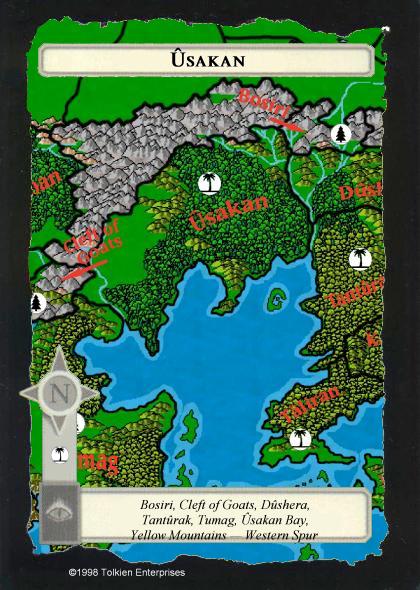 ÛSAKAN
Bosiri
Ûsakan
Cleft of
Goats
Tahran
N
Bosiri, Cleft of Goats, Dûshera,
Tantûrak, Tumag, Ûsakan Bay,
Yellow Mountains — Western Spur
©1998 Tolkien Enterprises